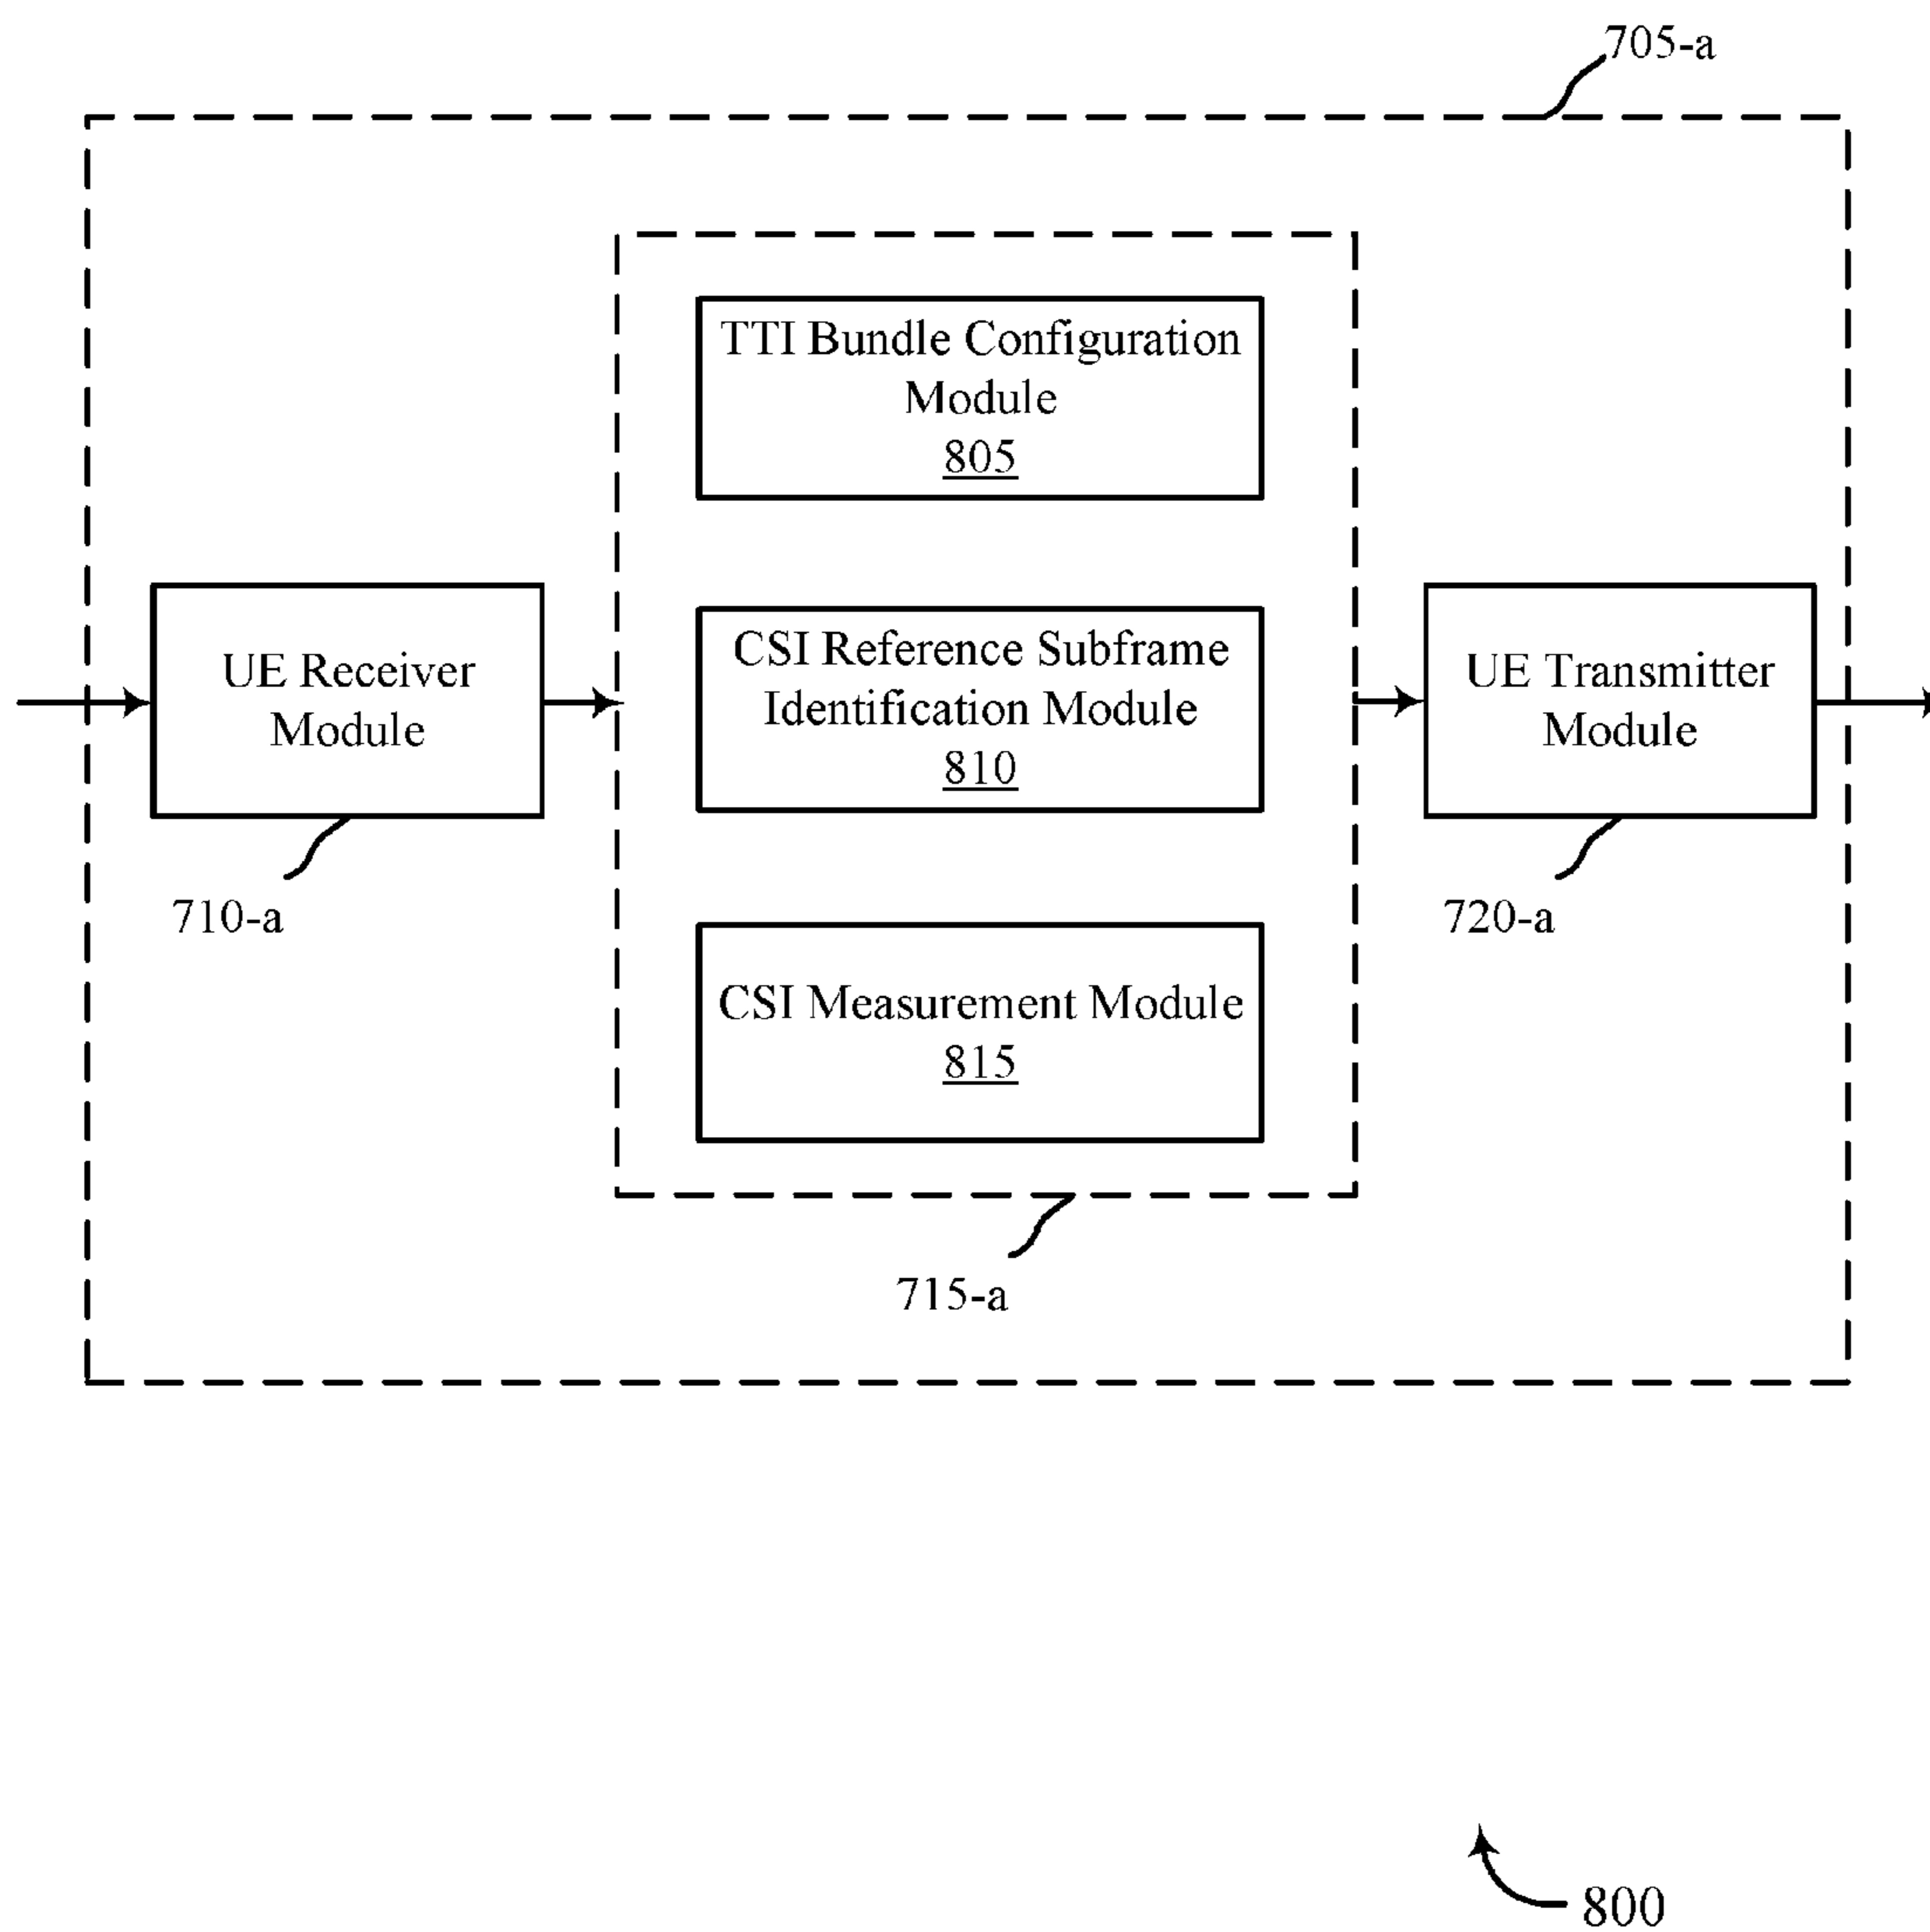 705-a
TTI Bundle Configuration
Module
805
UE Receiver
Module
CSI Reference Subframe
Identification Module
810
UE Transmitter
Module
710-a
720-a
CSI Measurement Module
815
715-a
800